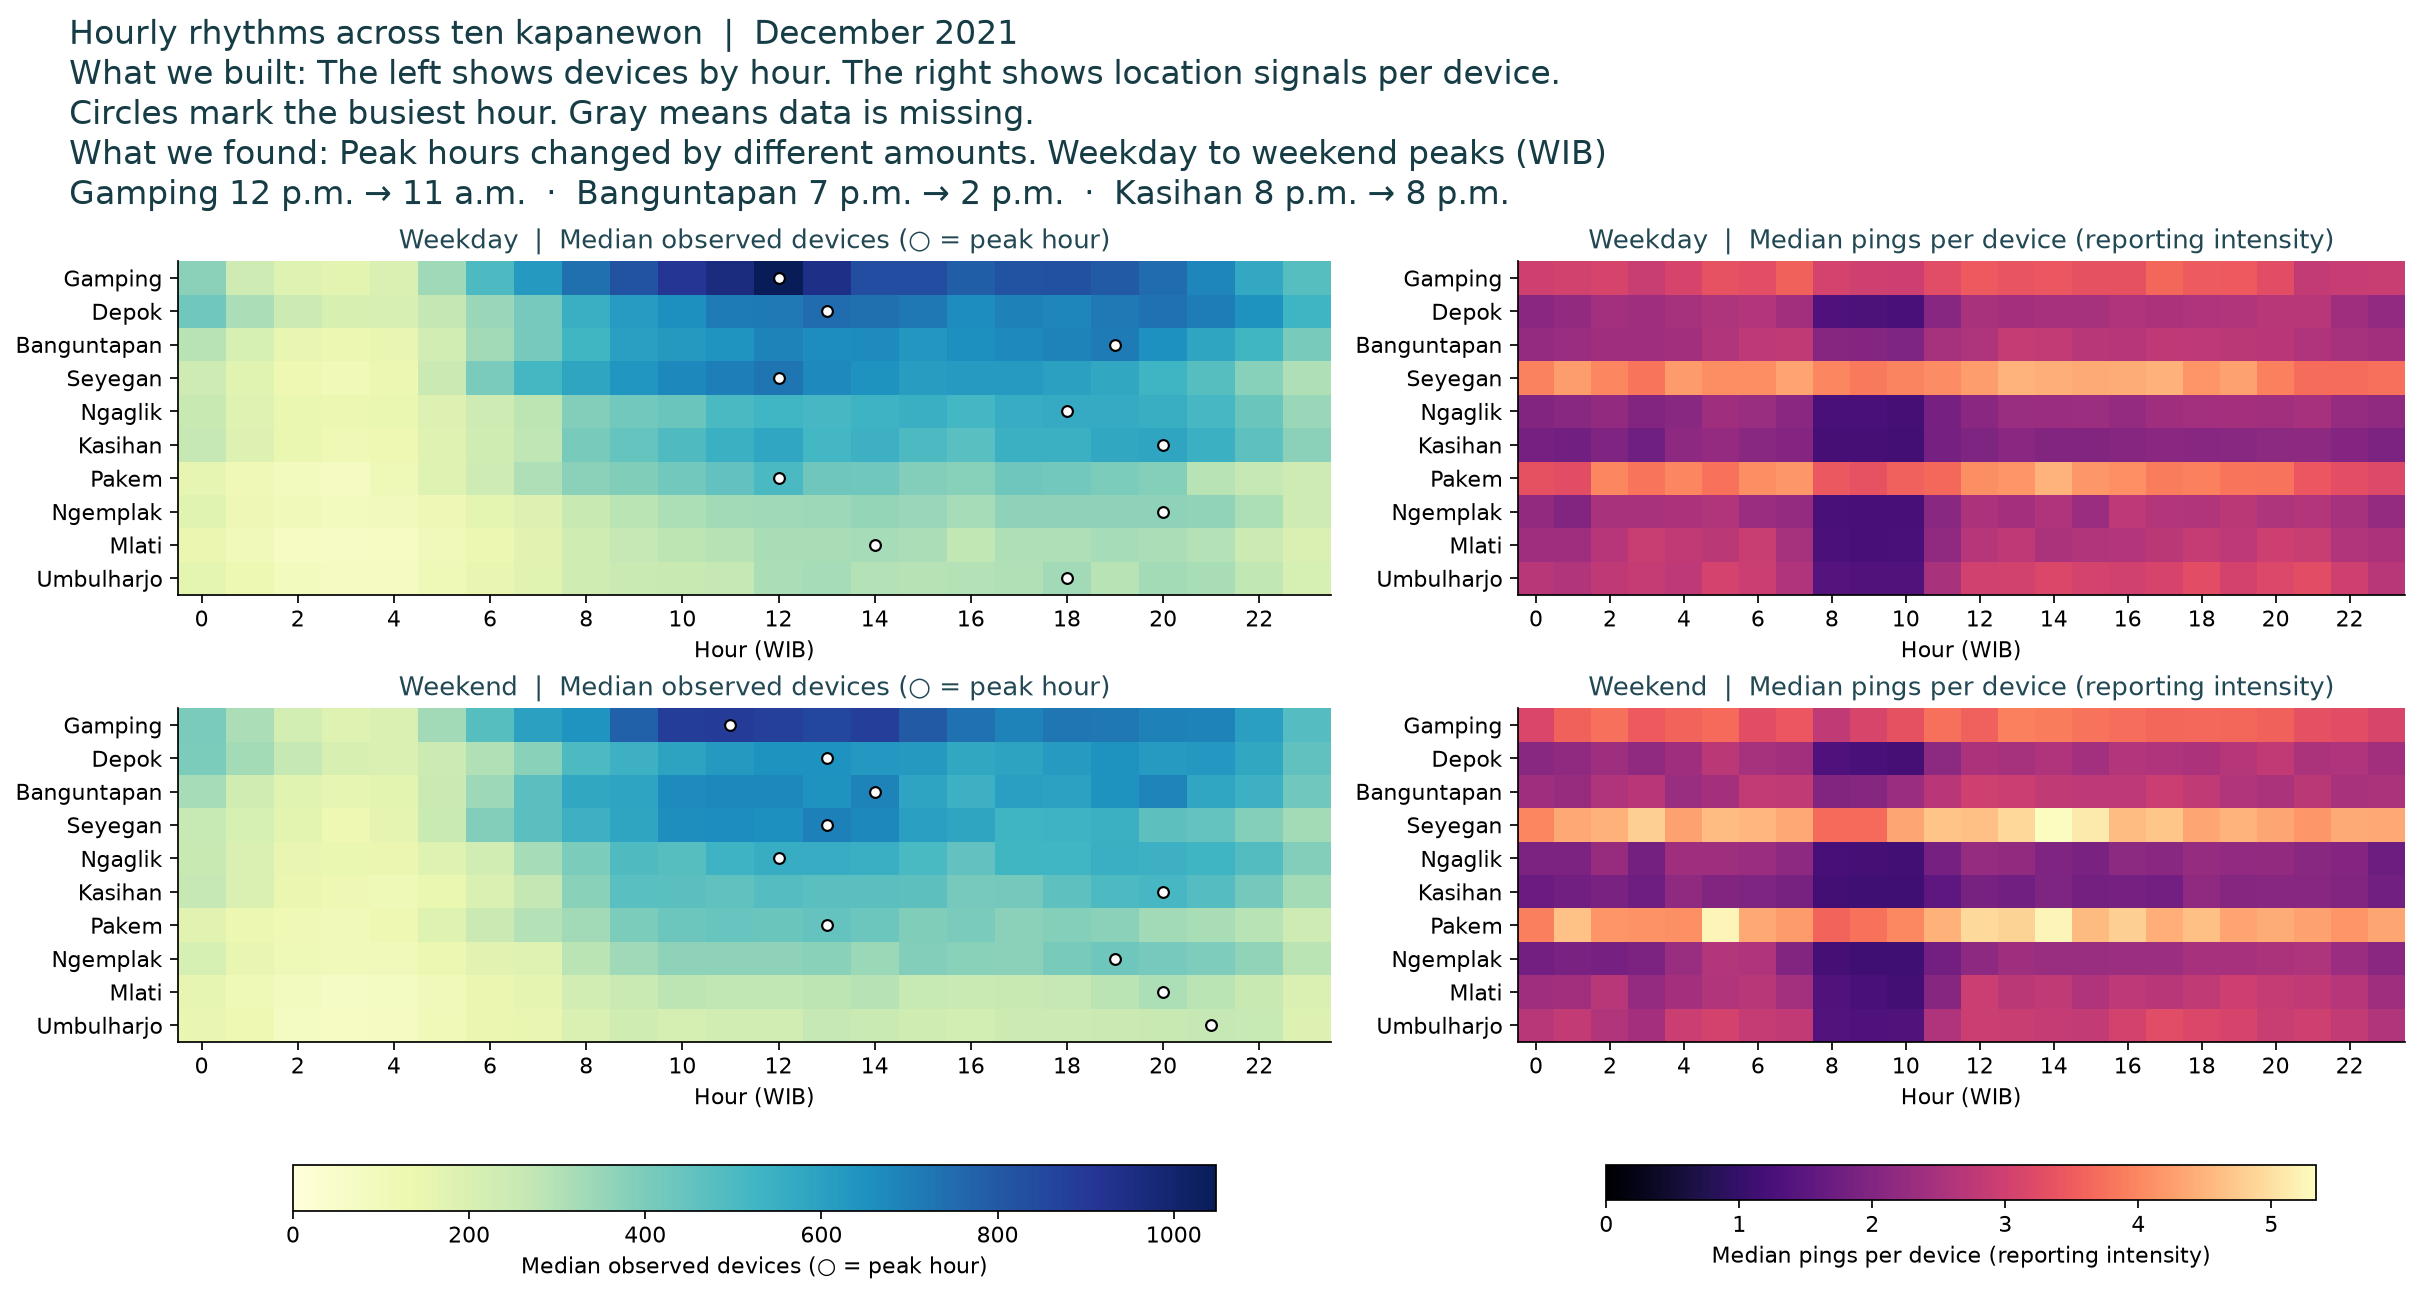 Hourly rhythms across ten kapanewon | December 2021
What we built: The left shows devices by hour. The right shows location signals per device.
Circles mark the busiest hour. Gray means data is missing.
What we found: Peak hours changed by different amounts. Weekday to weekend peaks (WIB)
Gamping 12 p.m. → 11 a.m. · Banguntapan 7 p.m. → 2 p.m. · Kasihan 8 p.m. → 8 p.m.
Weekday | Median observed devices (○ = peak hour)
Gamping
Depok
Banguntapan
Seyegan
Ngaglik
Kasihan
Pakem
Ngemplak
Mlati
Umbulharjo
0 2 4 6 8 10 12 14 16 18 20 22
Hour (WIB)
Weekday | Median pings per device (reporting intensity)
Gamping
Depok
Banguntapan
Seyegan
Ngaglik
Kasihan
Pakem
Ngemplak
Mlati
Umbulharjo
0 2 4 6 8 10 12 14 16 18 20 22
Hour (WIB)
Weekend | Median observed devices (○ = peak hour)
Gamping
Depok
Banguntapan
Seyegan
Ngaglik
Kasihan
Pakem
Ngemplak
Mlati
Umbulharjo
0 2 4 6 8 10 12 14 16 18 20 22
Hour (WIB)
Weekend | Median pings per device (reporting intensity)
Gamping
Depok
Banguntapan
Seyegan
Ngaglik
Kasihan
Pakem
Ngemplak
Mlati
Umbulharjo
0 2 4 6 8 10 12 14 16 18 20 22
Hour (WIB)
0 200 400 600 800 1000
Median observed devices (○ = peak hour)
0 1 2 3 4 5
Median pings per device (reporting intensity)